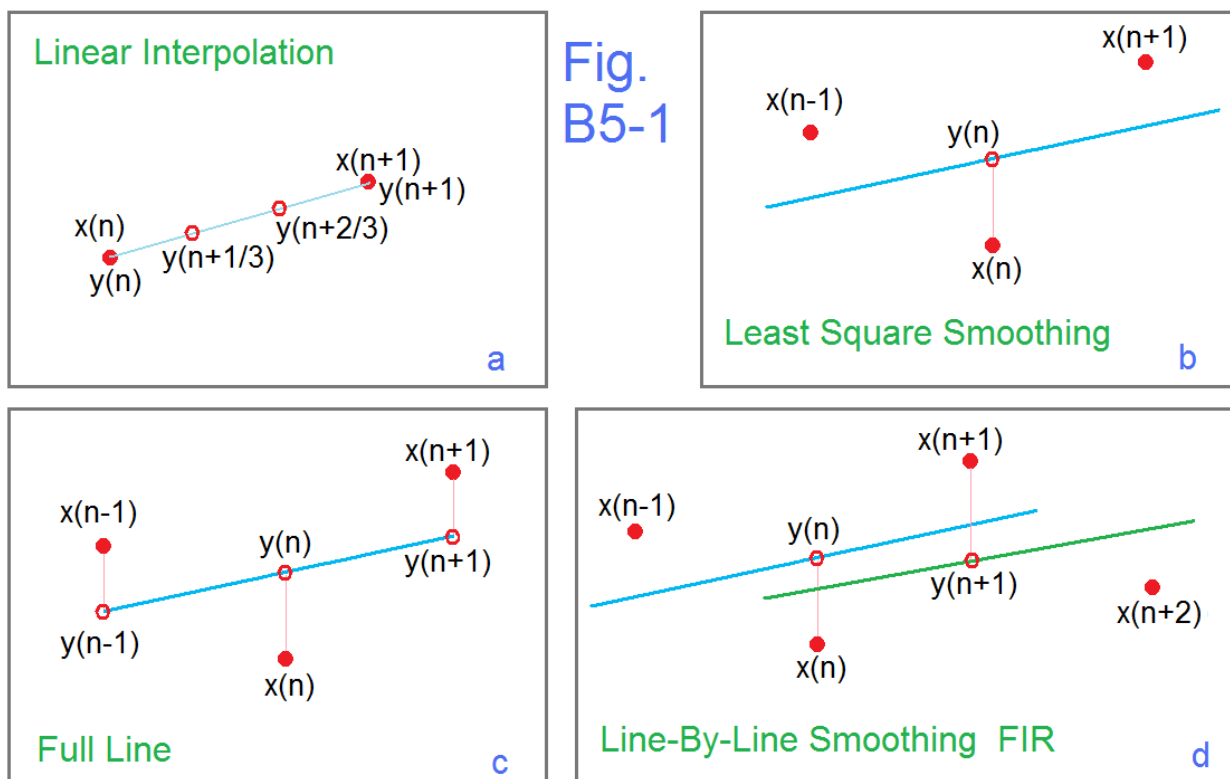 Linear Interpolation
x(n+1)
y(n+1)
x(n)
y(n+2/3)
y(n+1/3)
y(n)
a
Fig.
B5-1
x(n+1)
x(n-1)
y(n)
x(n)
Least Square Smoothing
b
x(n+1)
x(n-1)
y(n)
y(n+1)
y(n-1)
x(n)
Full Line
c
x(n+1)
x(n-1)
y(n)
y(n+1)
x(n+2)
x(n)
Line-By-Line Smoothing FIR
d